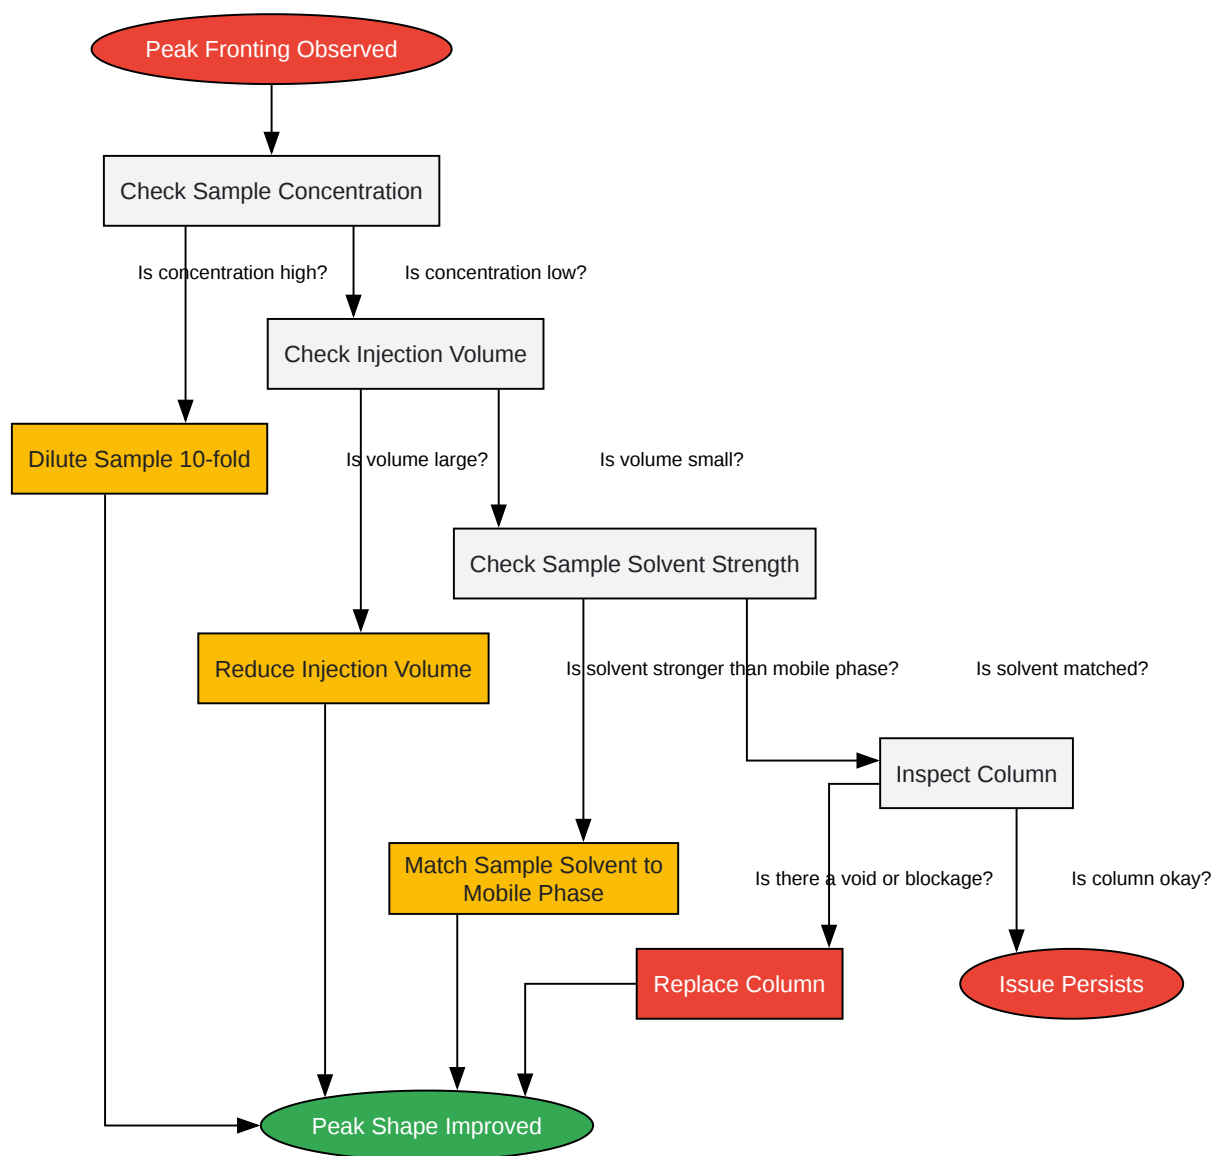 Peak Fronting Observed
Check Sample Concentration
Is concentration high?
Is concentration low?
Check Injection Volume
Dilute Sample 10-fold
Is volume large?
Is volume small?
Check Sample Solvent Strength
Reduce Injection Volume
Is solvent stronger than mobile phase?
Is solvent matched?
Inspect Column
Match Sample Solvent to
Mobile Phase
Is there a void or blockage?
Is column okay?
Replace Column
Issue Persists
Peak Shape Improved